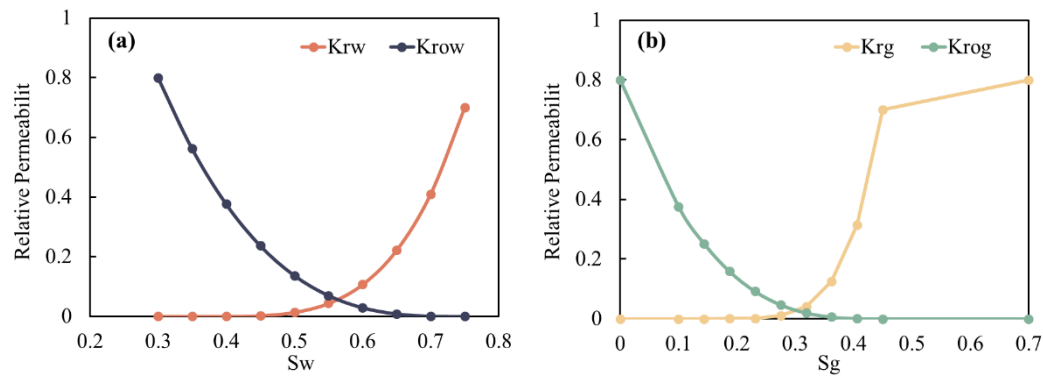 (a)
Krw
Krow
Relative Permeabilit
1
0.8
0.6
0.4
0.2
0
0.2 0.3 0.4 0.5 0.6 0.7 0.8
Sw
(b)
Krg
Krog
Relative Permeabilit
1
0.8
0.6
0.4
0.2
0
0 0.1 0.2 0.3 0.4 0.5 0.6 0.7
Sg